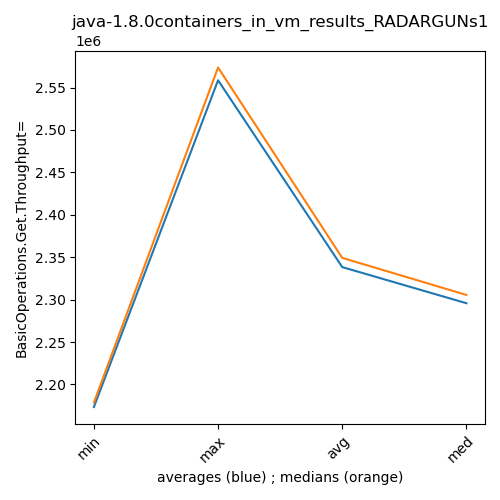 java-1.8.0containers_in_vm_results_RADARGUNs1
1e6
2.55
2.50
2.45
2.40
2.35
2.30
2.25
2.20
BasicOperations.Get.Throughput=
min
max
avg
med
averages (blue) ; medians (orange)